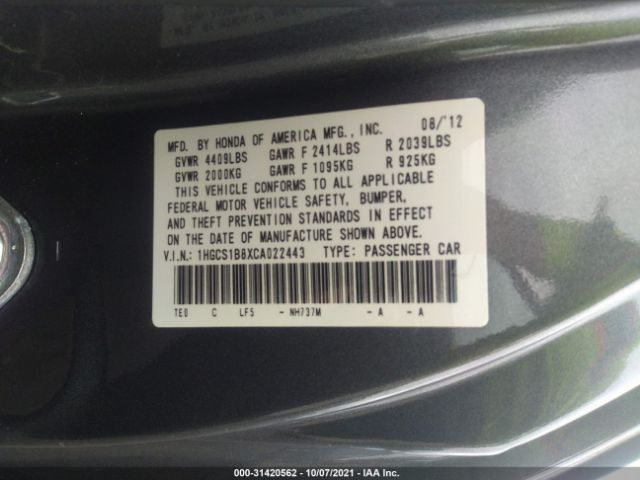 MFD. BY HONDA OF AMERICA MFG., INC. 08/'12
GVWR 4409LBS GAWR F 2414LBS R 2039LBS
GVWR 2000KG GAWR F 1095KG R 925KG
THIS VEHICLE CONFORMS TO ALL APPLICABLE
FEDERAL MOTOR VEHICLE SAFETY, BUMPER,
AND THEFT PREVENTION STANDARDS IN EFFECT
ON THE DATE OF MANUFACTURE SHOWN ABOVE.
V.I.N.: 1HGCS1B8XCA022443 TYPE: PASSENGER CAR
TE0 C LF5 - NH737M - A - A
000-31420562 - 10/07/2021 - IAA Inc.